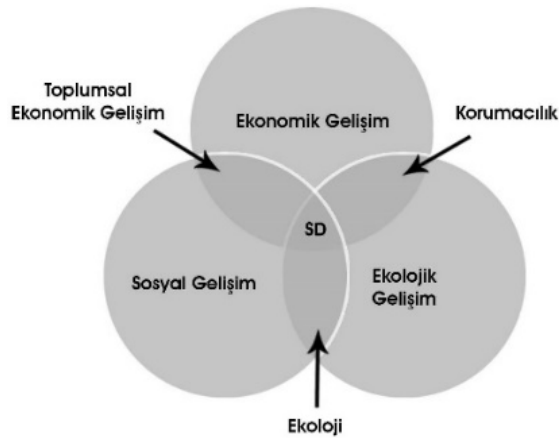 Toplumsal
Ekonomik Gelişim
Ekonomik Gelişim
Korumacılık
SD
Sosyal Gelişim
Ekolojik
Gelişim
Ekoloji